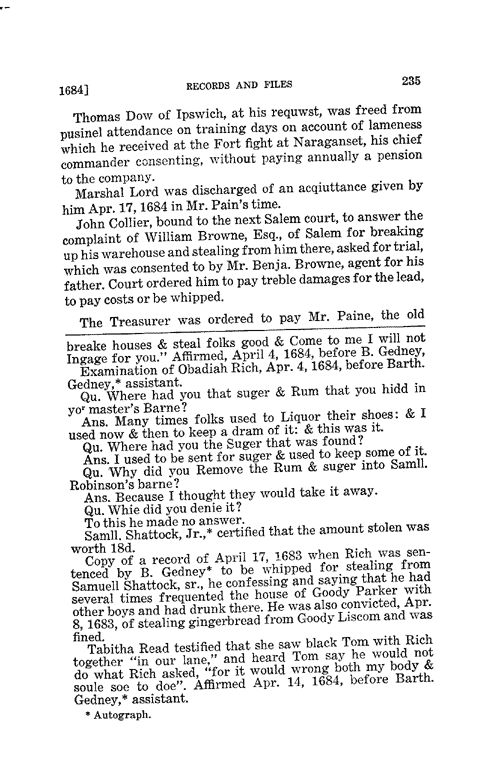 1684] RECORDS AND FILES 235
Thomas Dow of Ipswich, at his requwst, was freed from
pusinel attendance on training days on account of lameness
which he received at the Fort fight at Naraganset, his chief
commander consenting, without paying annually a pension
to the company.
Marshal Lord was discharged of an acqiuttance given by
him Apr. 17, 1684 in Mr. Pain's time.
John Collier, bound to the next Salem court, to answer the
complaint of William Browne, Esq., of Salem for breaking
up his warehouse and stealing from him there, asked for trial,
which was consented to by Mr. Benja. Browne, agent for his
father. Court ordered him to pay treble damages for the lead,
to pay costs or be whipped.
The Treasurer was ordered to pay Mr. Paine, the old
breake houses & steal folks good & Come to me I will not
Ingage for you." Affirmed, April 4, 1684, before B. Gedney,
Examination of Obadiah Rich, Apr. 4, 1684, before Barth.
Gedney,* assistant.
Qu. Where had you that suger & Rum that you hidd in
yor master's Barne?
Ans. Many times folks used to Liquor their shoes: & I
used now & then to keep a dram of it: & this was it.
Qu. Where had you the Suger that was found?
Ans. I used to be sent for suger & used to keep some of it.
Qu. Why did you Remove the Rum & suger into Samll.
Robinson's barne?
Ans. Because I thought they would take it away.
Qu. Whie did you denie it?
To this he made no answer.
Samll. Shattock, Jr.,* certified that the amount stolen was
worth 18d.
Copy of a record of April 17, 1683 when Rich was sen-
tenced by B. Gedney* to be whipped for stealing from
Samuell Shattock, sr., he confessing and saying that he had
several times frequented the house of Goody Parker with
other boys and had drunk there. He was also convicted, Apr.
8, 1683, of stealing gingerbread from Goody Liscom and was
fined.
Tabitha Read testified that she saw black Tom with Rich
together "in our lane," and heard Tom say he would not
do what Rich asked, "for it would wrong both my body &
soule soe to doe". Affirmed Apr. 14, 1684, before Barth.
Gedney,* assistant.
* Autograph.